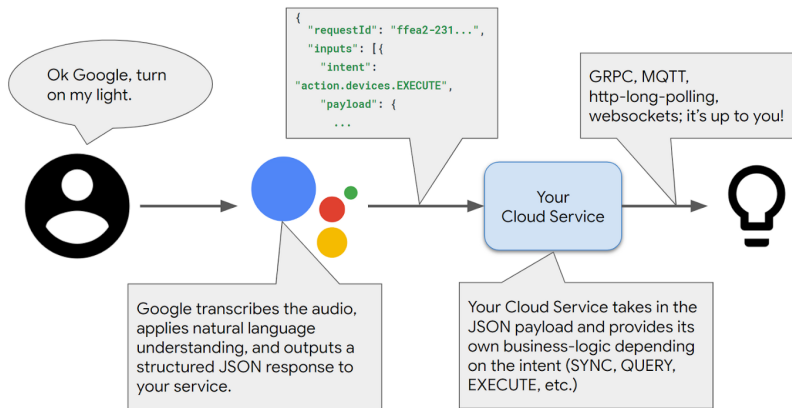 Ok Google, turn
on my light.
{
"requestId": "ffea2-231...",
"inputs": [{
"intent":
"action.devices.EXECUTE",
"payload": {
...
GRPC, MQTT,
http-long-polling,
websockets; it's up to you!
Your
Cloud Service
Google transcribes the audio,
applies natural language
understanding, and outputs a
structured JSON response to
your service.
Your Cloud Service takes in the
JSON payload and provides its
own business-logic depending
on the intent (SYNC, QUERY,
EXECUTE, etc.)